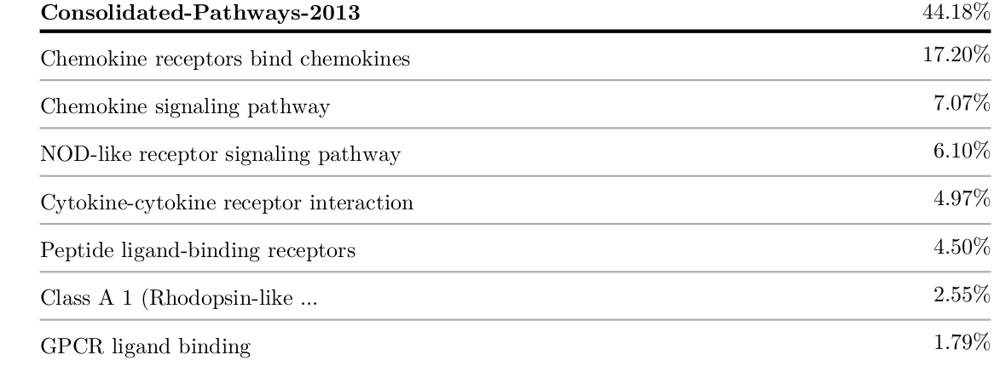 Consolidated-Pathways-2013 44.18%
Chemokine receptors bind chemokines 17.20%
Chemokine signaling pathway 7.07%
NOD-like receptor signaling pathway 6.10%
Cytokine-cytokine receptor interaction 4.97%
Peptide ligand-binding receptors 4.50%
Class A 1 (Rhodopsin-like ... 2.55%
GPCR ligand binding 1.79%